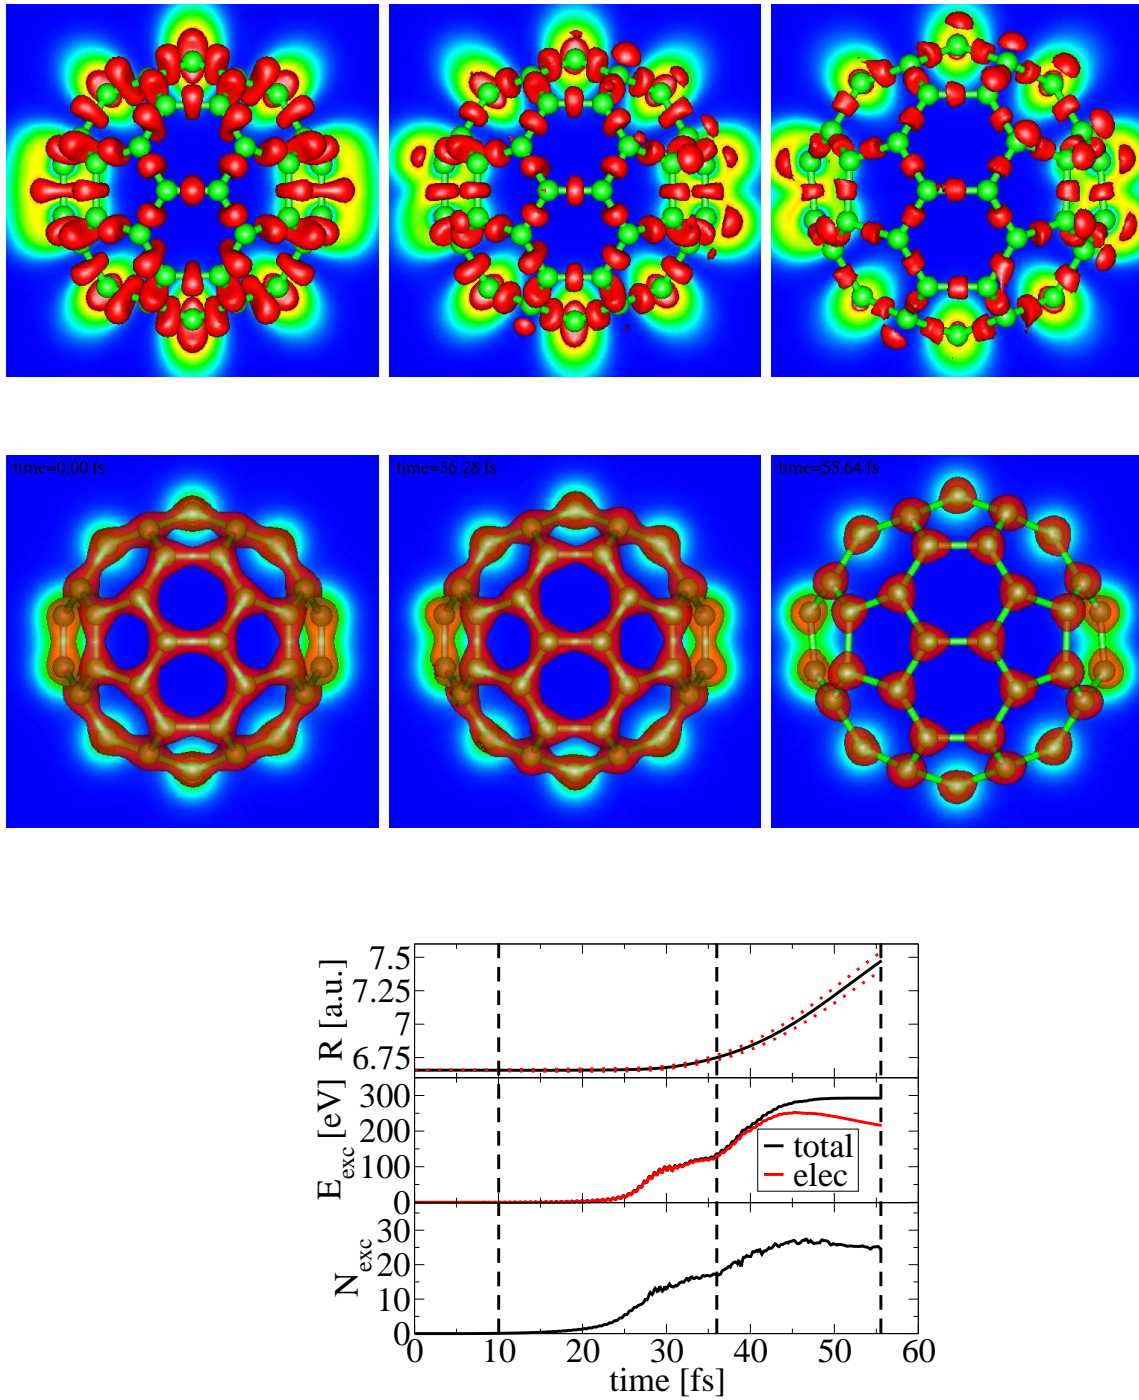 time=0.00 fs
time=36.28 fs
time=55.64 fs
7.5
7.25
7
6.75
R [a.u.]
300
200
100
0
E_exc [eV]
total
elec
30
20
10
0
N_exc
0 10 20 30 40 50 60
time [fs]